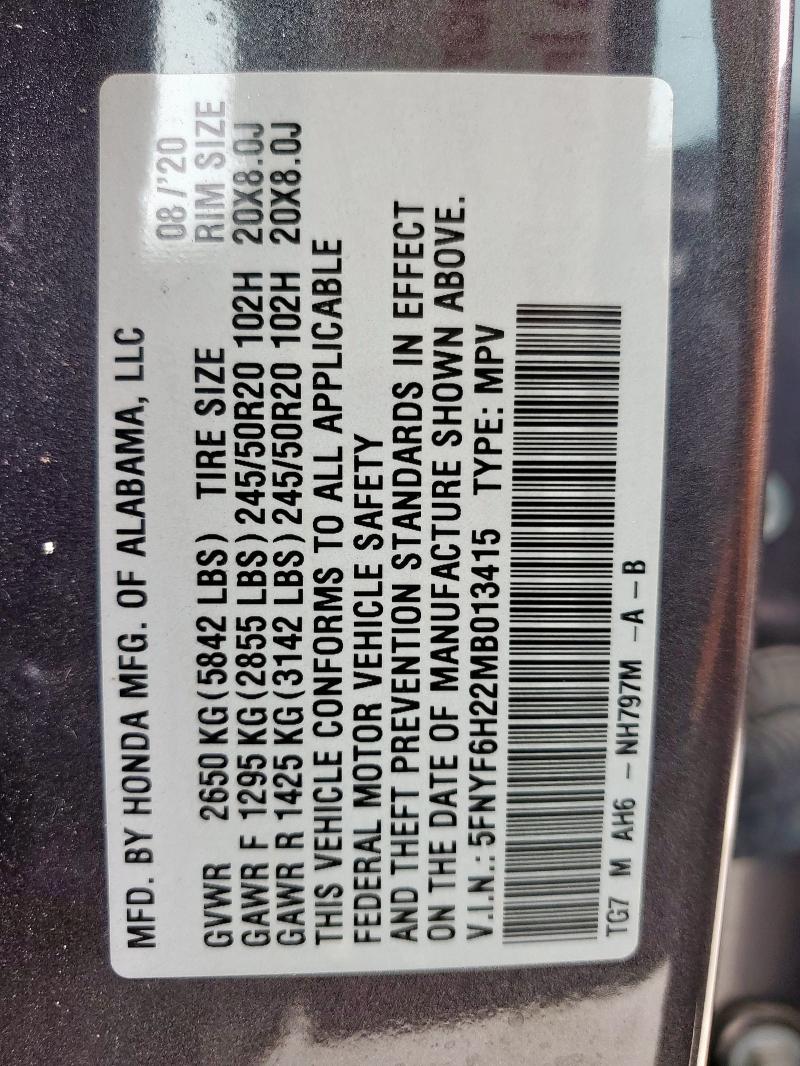 MFD. BY HONDA MFG. OF ALABAMA, LLC
08/'20
GVWR 2650 KG (5842 LBS) TIRE SIZE RIM SIZE
GAWR F 1295 KG (2855 LBS) 245/50R20 102H 20X8.0J
GAWR R 1425 KG (3142 LBS) 245/50R20 102H 20X8.0J
THIS VEHICLE CONFORMS TO ALL APPLICABLE
FEDERAL MOTOR VEHICLE SAFETY
AND THEFT PREVENTION STANDARDS IN EFFECT
ON THE DATE OF MANUFACTURE SHOWN ABOVE.
V.I.N.: 5FNYF6H22MB013415 TYPE: MPV
TG7 M AH6 - NH797M - A - B